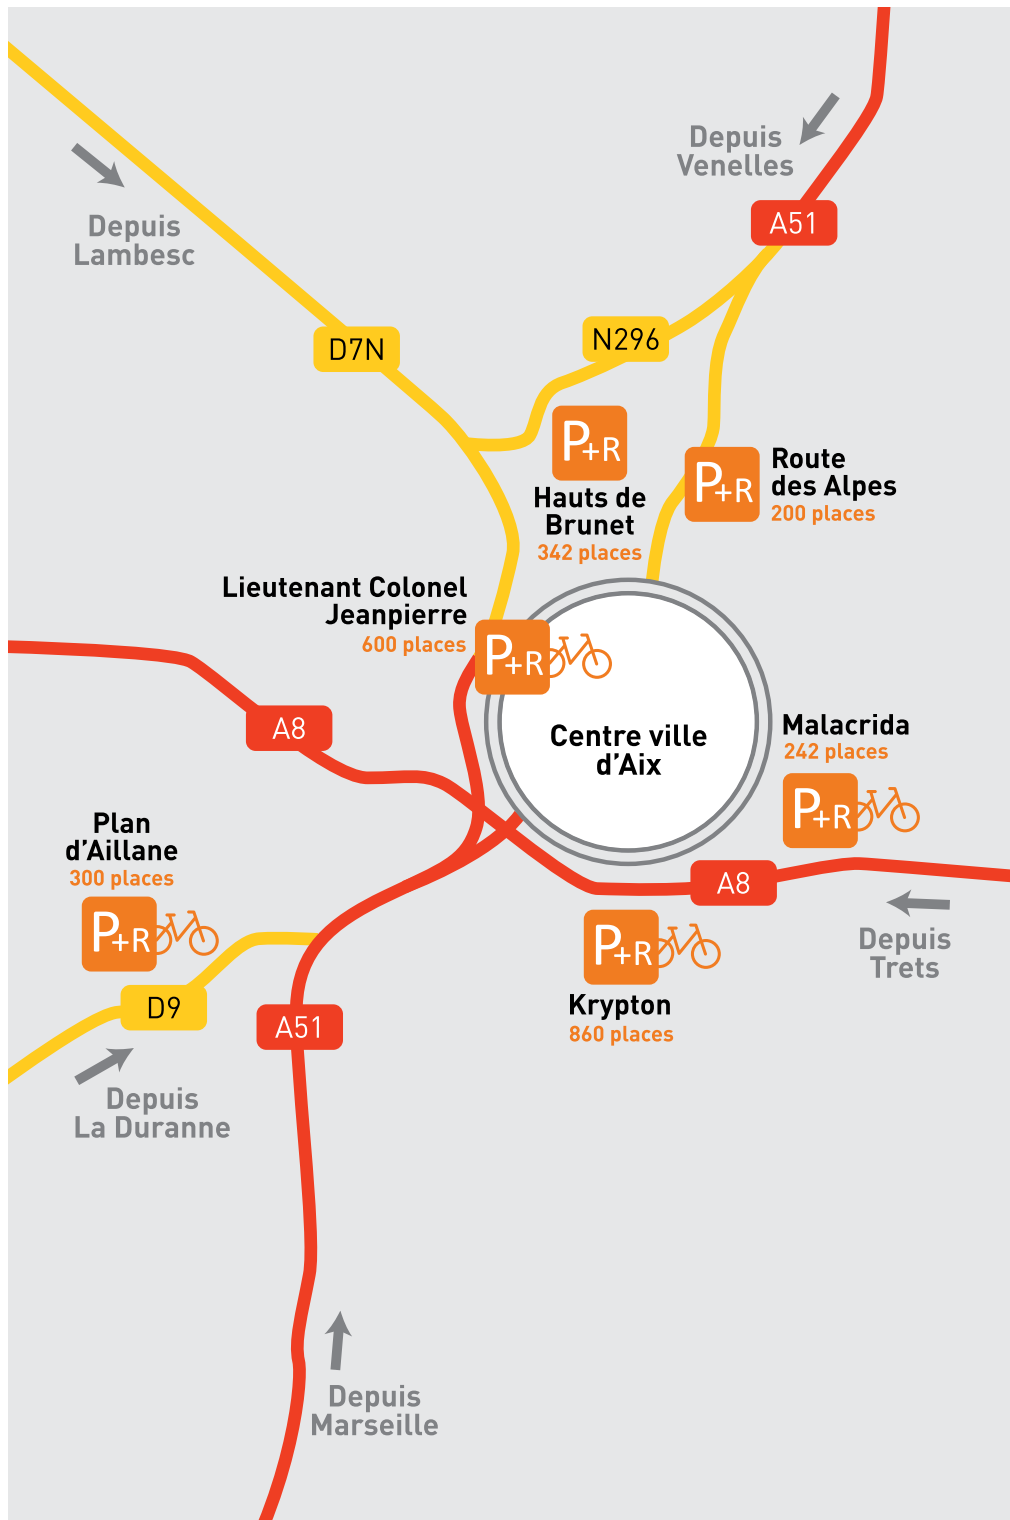 Depuis
Venelles
A51
Depuis
Lambesc
D7N
N296
P+R
Hauts de
Brunet
342 places
P+R
Route
des Alpes
200 places
Lieutenant Colonel
Jeanpierre
600 places
P+R
A8
Centre ville
d'Aix
Malacrida
242 places
P+R
Plan
d'Aillane
300 places
P+R
A8
Depuis
Trets
P+R
Krypton
860 places
D9
A51
Depuis
La Duranne
Depuis
Marseille